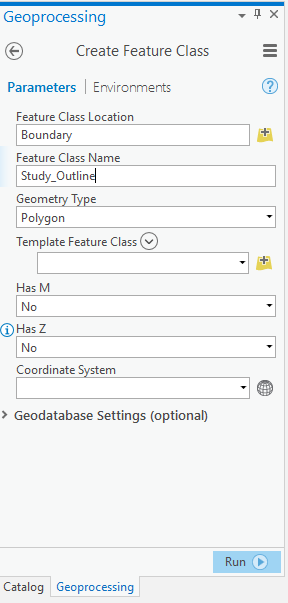 Geoprocessing
Create Feature Class
Parameters | Environments
Feature Class Location
Boundary
Feature Class Name
Study_Outline
Geometry Type
Polygon
Template Feature Class
Has M
No
Has Z
No
Coordinate System
Geodatabase Settings (optional)
Run
Catalog Geoprocessing